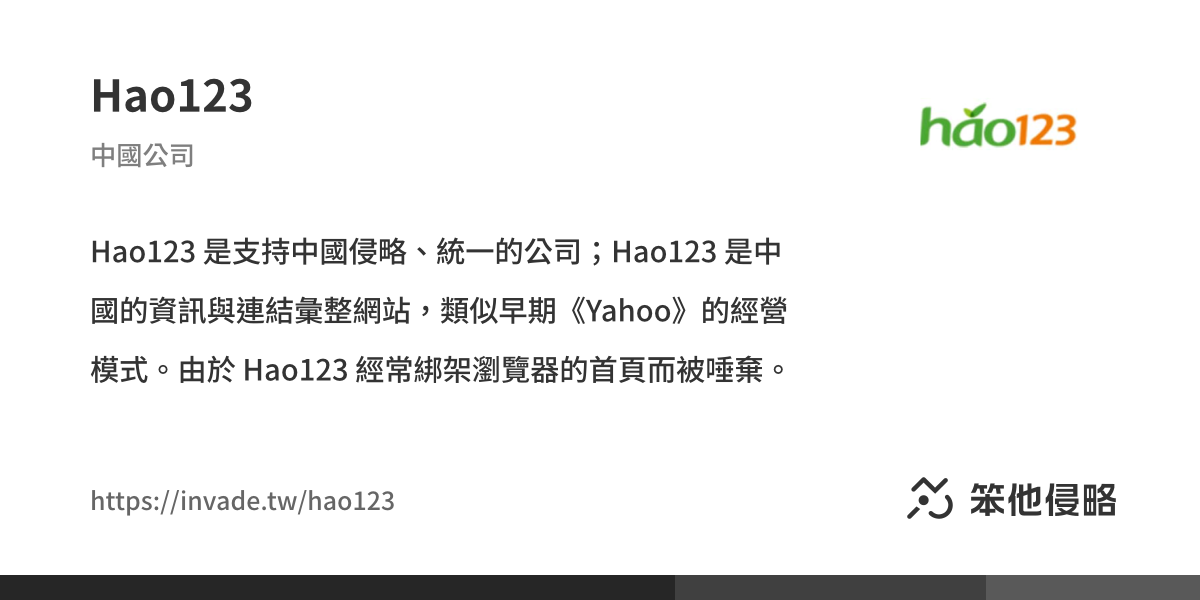 Hao123
中國公司
hao123
Hao123 是支持中國侵略、統一的公司；Hao123 是中
國的資訊與連結彙整網站，類似早期《Yahoo》的經營
模式。由於 Hao123 經常綁架瀏覽器的首頁而被唾棄。
https://invade.tw/hao123
笨他侵略